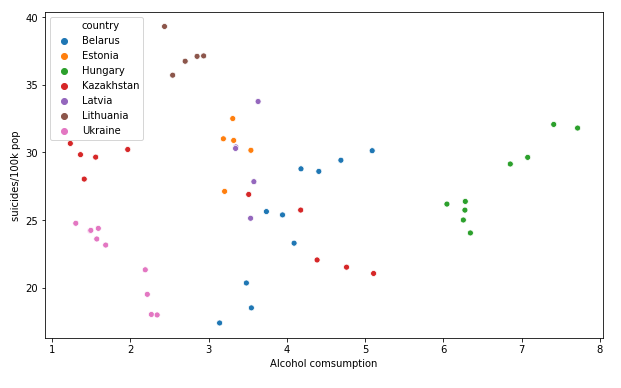 country
Belarus
Estonia
Hungary
Kazakhstan
Latvia
Lithuania
Ukraine
40
35
30
25
20
suicides/100k pop
1 2 3 4 5 6 7 8
Alcohol comsumption